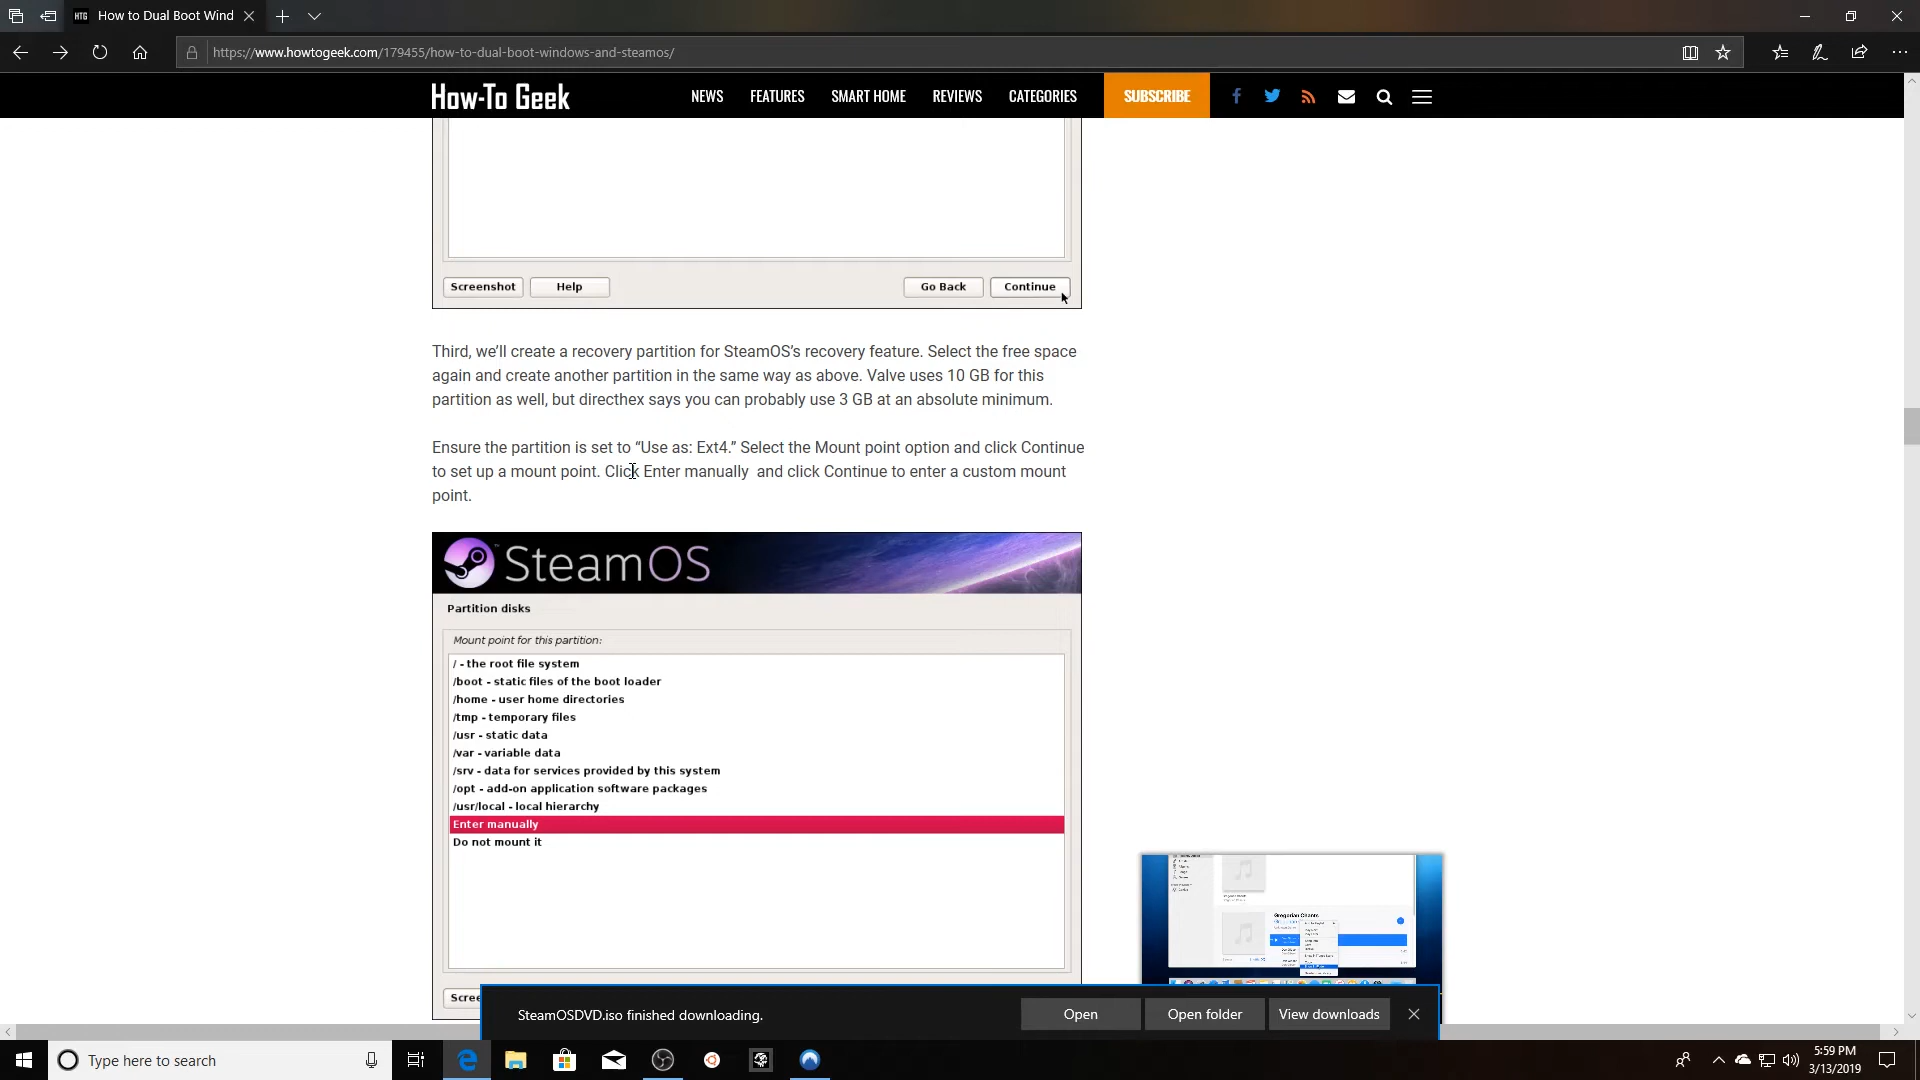 HTG How to Dual Boot Wind
https://www.howtogeek.com/179455/how-to-dual-boot-windows-and-steamos/
How-To Geek
NEWS FEATURES SMART HOME REVIEWS CATEGORIES SUBSCRIBE
Screenshot Help Go Back Continue
Third, we’ll create a recovery partition for SteamOS’s recovery feature. Select the free space
again and create another partition in the same way as above. Valve uses 10 GB for this
partition as well, but directhex says you can probably use 3 GB at an absolute minimum.
Ensure the partition is set to “Use as: Ext4.” Select the Mount point option and click Continue
to set up a mount point. Click Enter manually  and click Continue to enter a custom mount
point.
STEAMOS
Partition disks
Mount point for this partition:
/ - the root file system
/boot - static files of the boot loader
/home - user home directories
/tmp - temporary files
/usr - static data
/var - variable data
/srv - data for services provided by this system
/opt - add-on application software packages
/usr/local - local hierarchy
Enter manually
Do not mount it
Gregorian Chants
Scree
SteamOSDVD.iso finished downloading. Open Open folder View downloads
Type here to search
5:59 PM
3/13/2019